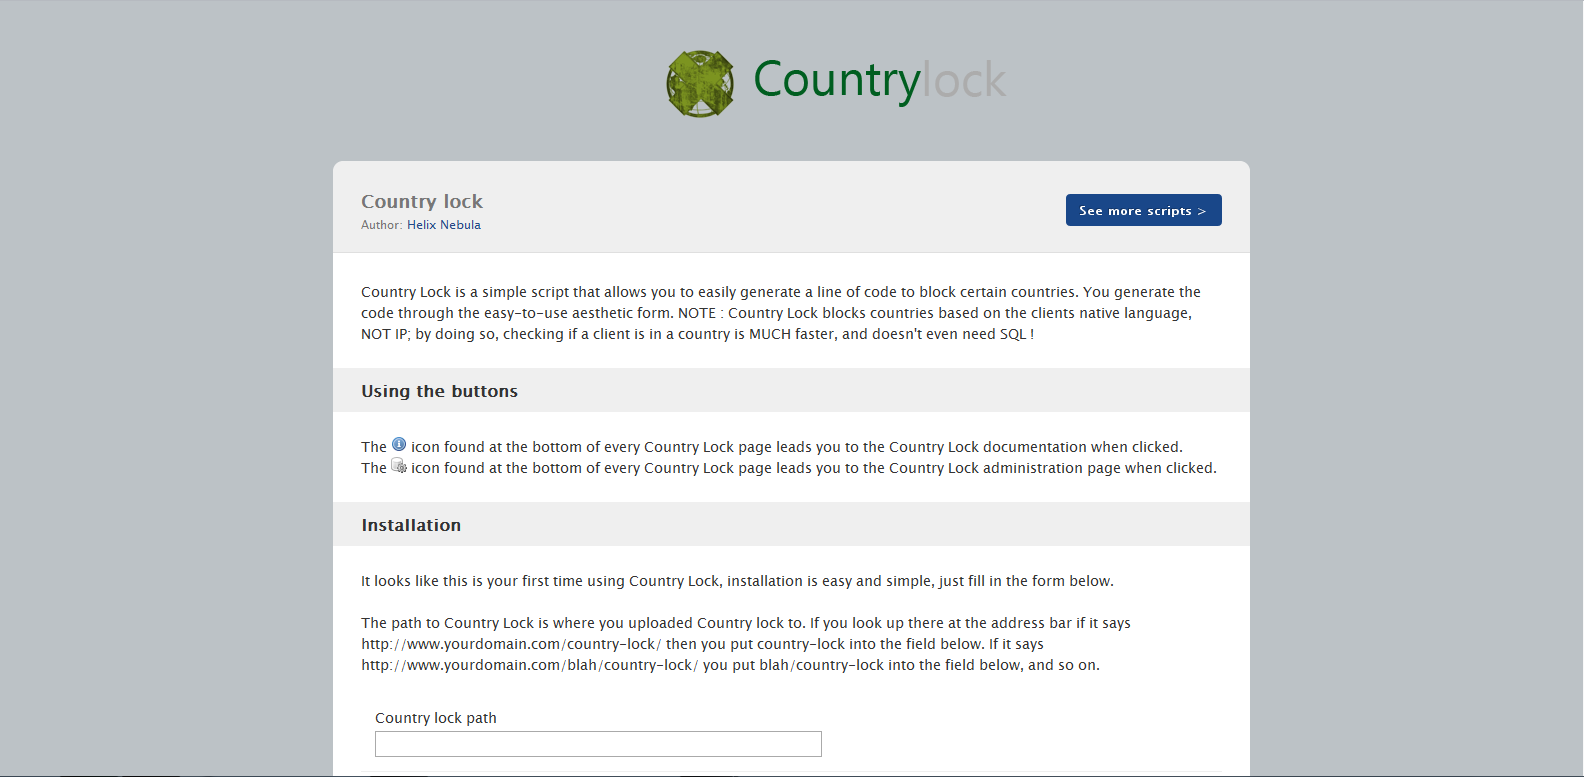 Countrylock
Country lock
Author: Helix Nebula
See more scripts >
Country Lock is a simple script that allows you to easily generate a line of code to block certain countries. You generate the
code through the easy-to-use aesthetic form. NOTE : Country Lock blocks countries based on the clients native language,
NOT IP; by doing so, checking if a client is in a country is MUCH faster, and doesn't even need SQL !
Using the buttons
The icon found at the bottom of every Country Lock page leads you to the Country Lock documentation when clicked.
The icon found at the bottom of every Country Lock page leads you to the Country Lock administration page when clicked.
Installation
It looks like this is your first time using Country Lock, installation is easy and simple, just fill in the form below.
The path to Country Lock is where you uploaded Country lock to. If you look up there at the address bar if it says
http://www.yourdomain.com/country-lock/ then you put country-lock into the field below. If it says
http://www.yourdomain.com/blah/country-lock/ you put blah/country-lock into the field below, and so on.
Country lock path